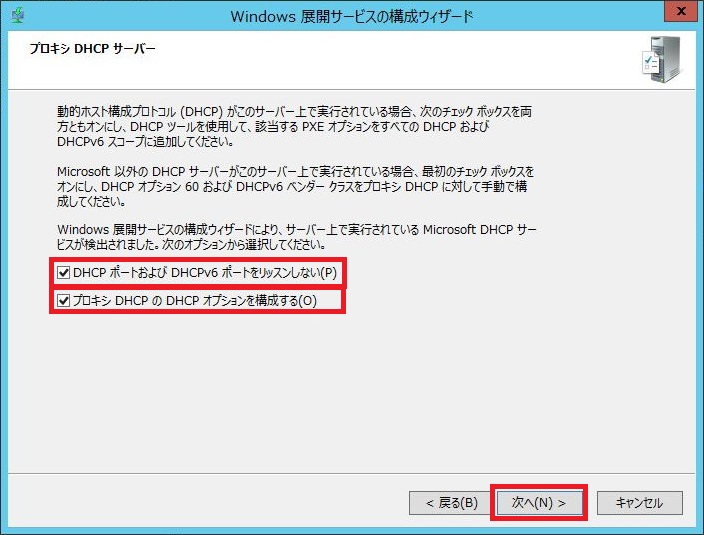 Windows 展開サービスの構成ウィザード
x
プロキシ DHCP サーバー
動的ホスト構成プロトコル (DHCP) がこのサーバー上で実行されている場合、次のチェック ボックスを両
方ともオンにし、DHCP ツールを使用して、該当する PXE オプションをすべての DHCP および
DHCPv6 スコープに追加してください。
Microsoft 以外の DHCP サーバーがこのサーバー上で実行されている場合、最初のチェック ボックスを
オンにし、DHCP オプション 60 および DHCPv6 ベンダー クラスをプロキシ DHCP に対して手動で構
成してください。
Windows 展開サービスの構成ウィザードにより、サーバー上で実行されている Microsoft DHCP サー
ビスが検出されました。次のオプションから選択してください。
DHCP ポートおよび DHCPv6 ポートをリッスンしない(P)
プロキシ DHCP の DHCP オプションを構成する(O)
< 戻る(B) 次へ(N) > キャンセル